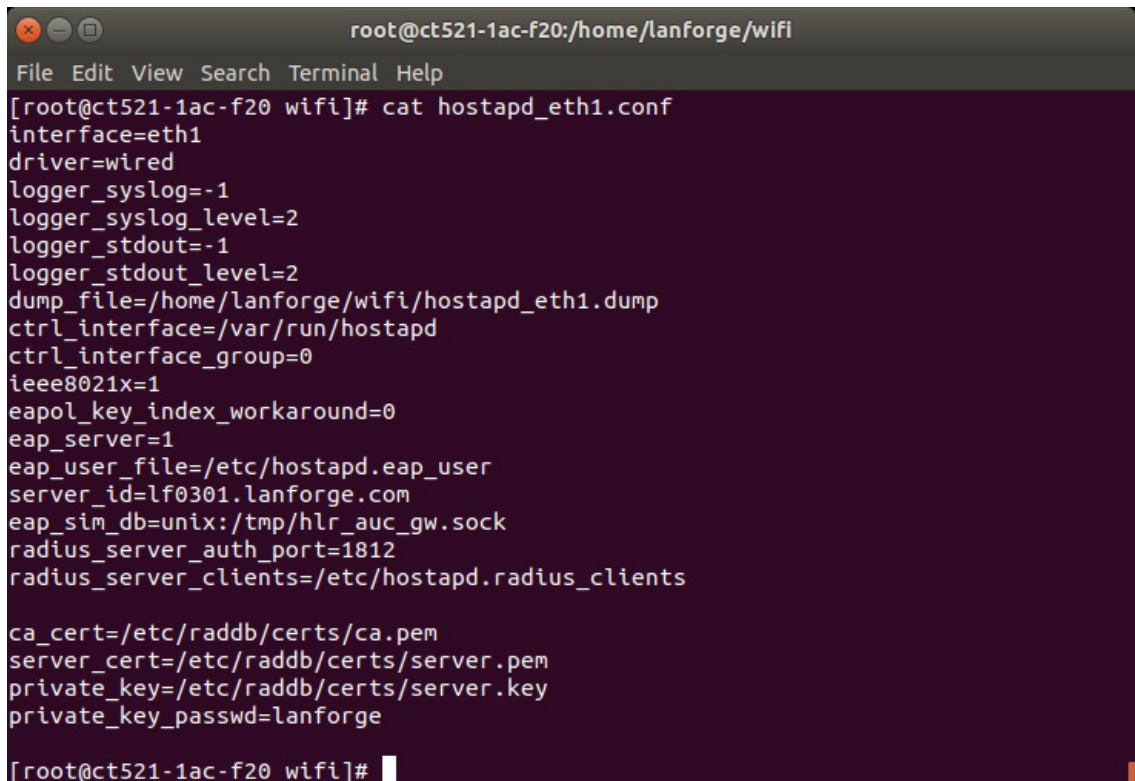 root@ct521-1ac-f20:/home/lanforge/wifi
File Edit View Search Terminal Help
[root@ct521-1ac-f20 wifi]# cat hostapd_eth1.conf
interface=eth1
driver=wired
logger_syslog=-1
logger_syslog_level=2
logger_stdout=-1
logger_stdout_level=2
dump_file=/home/lanforge/wifi/hostapd_eth1.dump
ctrl_interface=/var/run/hostapd
ctrl_interface_group=0
ieee8021x=1
eapol_key_index_workaround=0
eap_server=1
eap_user_file=/etc/hostapd.eap_user
server_id=lf0301.lanforge.com
eap_sim_db=unix:/tmp/hlr_auc_gw.sock
radius_server_auth_port=1812
radius_server_clients=/etc/hostapd.radius_clients
ca_cert=/etc/raddb/certs/ca.pem
server_cert=/etc/raddb/certs/server.pem
private_key=/etc/raddb/certs/server.key
private_key_passwd=lanforge
[root@ct521-1ac-f20 wifi]#